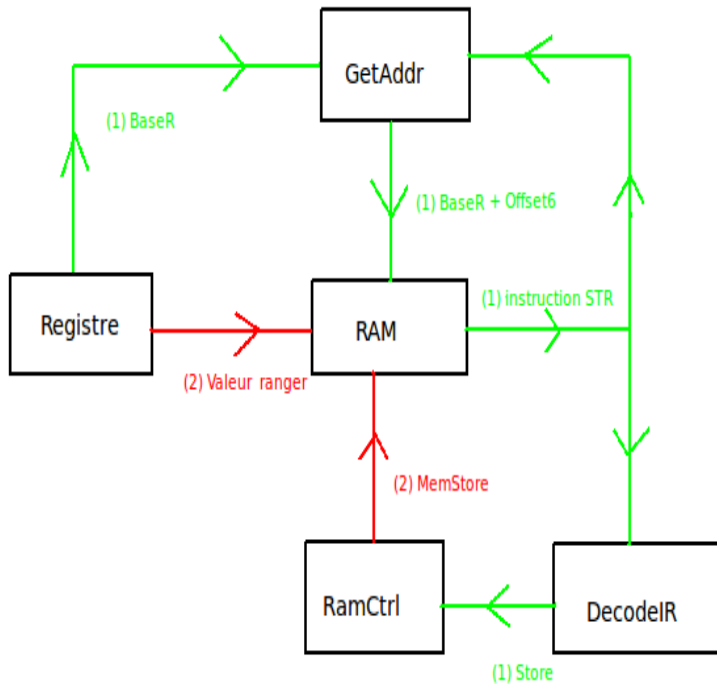 GetAddr
(1) BaseR
(1) BaseR + Offset6
Registre
RAM
(1) instruction STR
(2) Valeur ranger
(2) MemStore
RamCtrl
DecodeIR
(1) Store